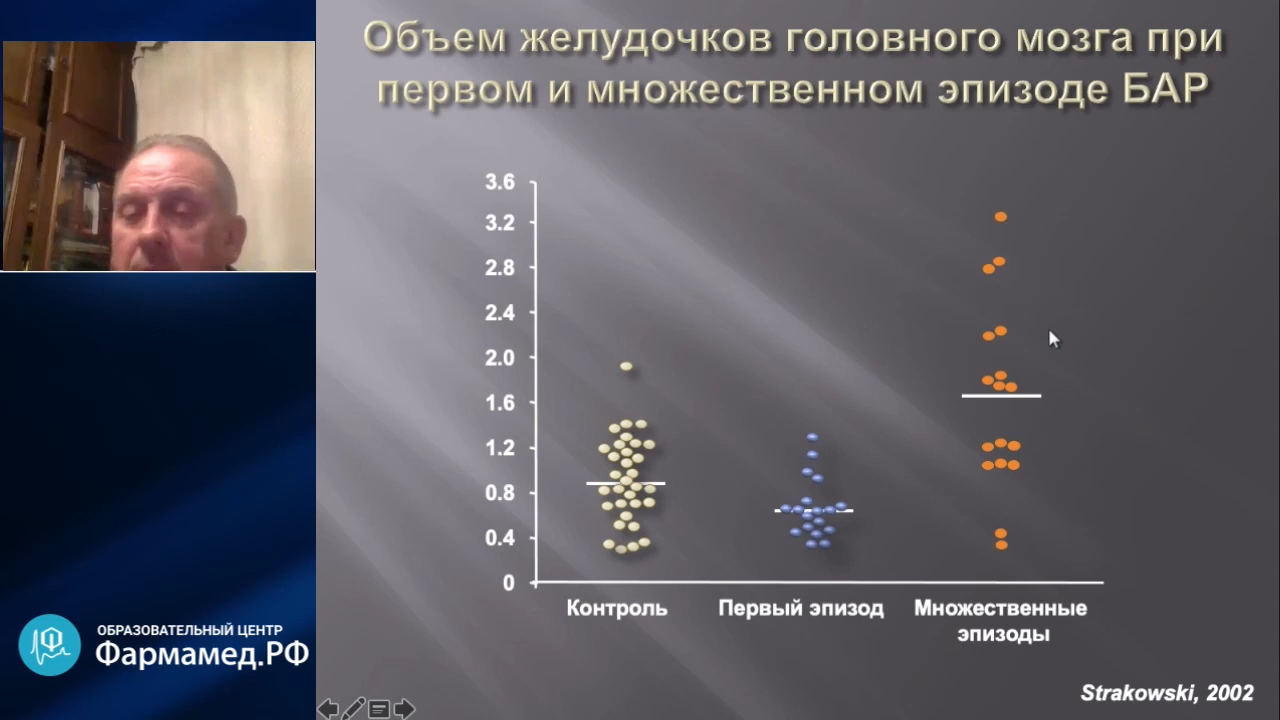 Объем желудочков головного мозга при
первом и множественном эпизоде БАР
3.6
3.2
2.8
2.4
2.0
1.6
1.2
0.8
0.4
0
Контроль
Первый эпизод
Множественные
эпизоды
Strakowski, 2002
ОБРАЗОВАТЕЛЬНЫЙ ЦЕНТР
Фармамед.РФ